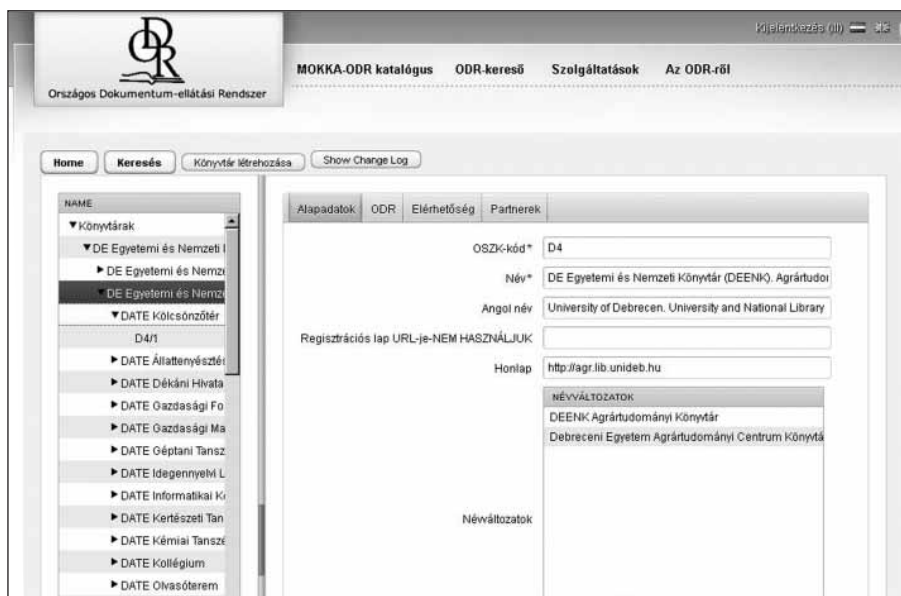 Kijelentkezés (ili)
ODR
Országos Dokumentum-ellátási Rendszer
MOKKA-ODR katalógus ODR-kereső Szolgáltatások Az ODR-ről
Home Keresés Könyvtár létrehozása Show Change Log
NAME
Könyvtárak
DE Egyetemi és Nemzeti
DE Egyetemi és Nemze
DE Egyetemi és Nemze
DATE Kölcsönzőtér
D4/1
DATE Állattenyésztés
DATE Dékáni Hivata
DATE Gazdasági Fo
DATE Gazdasági Ma
DATE Géptani Tansz
DATE Idegennyelvi L
DATE Informatikai K
DATE Kertészeti Tan
DATE Kémiai Tansz
DATE Kollégium
DATE Olvasóterem
Alapadatok ODR Elérhetőség Partnerek
OSZK-kód* D4
Név* DE Egyetemi és Nemzeti Könyvtár (DEENK). Agrártudo
Angol név University of Debrecen. University and National Library
Regisztrációs lap URL-je-NEM HASZNÁLJUK
Honlap http://agr.lib.unideb.hu
NÉVVÁLTOZATOK
DEENK Agrártudományi Könyvtár
Debreceni Egyetem Agrártudományi Centrum Könyvtá
Névváltozatok